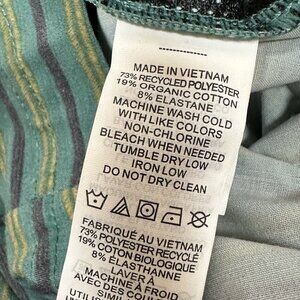 MADE IN VIETNAM
73% RECYCLED POLYESTER
19% ORGANIC COTTON
8% ELASTANE
MACHINE WASH COLD
WITH LIKE COLORS
NON-CHLORINE
BLEACH WHEN NEEDED
TUMBLE DRY LOW
IRON LOW
DO NOT DRY CLEAN
FABRIQUÉ AU VIETNAM
73% POLYESTER RECYCLÉ
19% COTON BIOLOGIQUE
8% ÉLASTHANNE
LAVER À
MACHINE À FROID